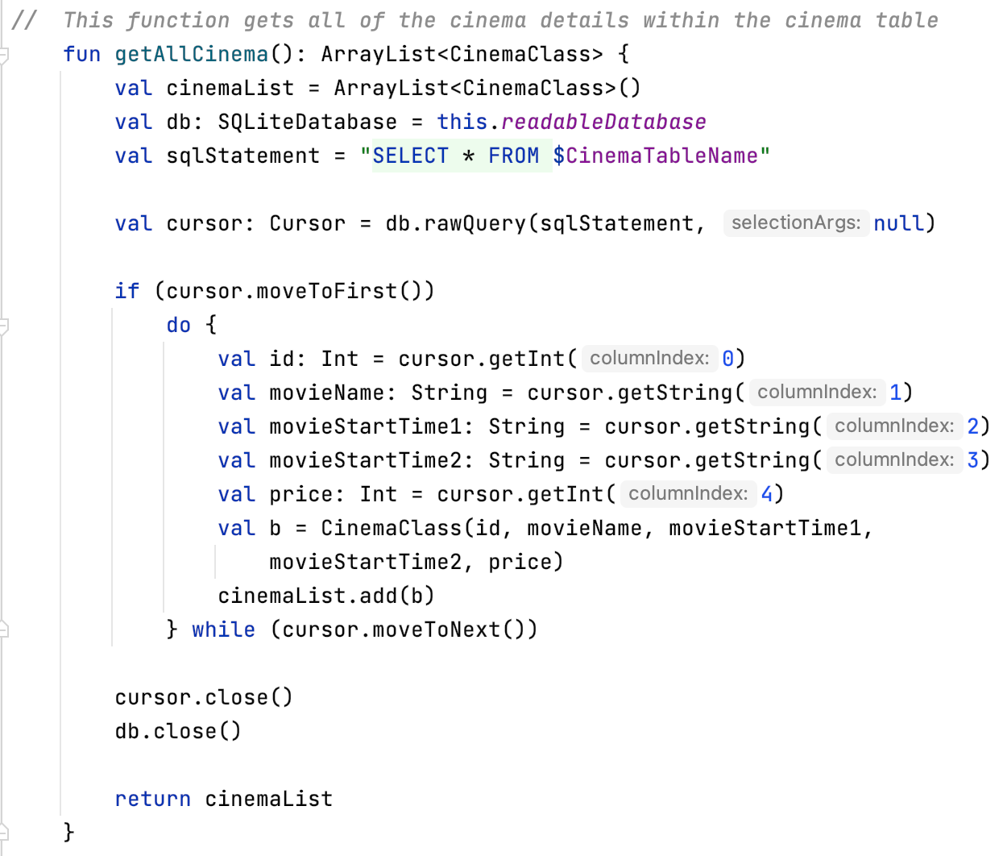 //  This function gets all of the cinema details within the cinema table
    fun getAllCinema(): ArrayList<CinemaClass> {
        val cinemaList = ArrayList<CinemaClass>()
        val db: SQLiteDatabase = this.readableDatabase
        val sqlStatement = "SELECT * FROM $CinemaTableName"

        val cursor: Cursor = db.rawQuery(sqlStatement, selectionArgs: null)

        if (cursor.moveToFirst())
            do {
                val id: Int = cursor.getInt( columnIndex: 0)
                val movieName: String = cursor.getString( columnIndex: 1)
                val movieStartTime1: String = cursor.getString( columnIndex: 2)
                val movieStartTime2: String = cursor.getString( columnIndex: 3)
                val price: Int = cursor.getInt( columnIndex: 4)
                val b = CinemaClass(id, movieName, movieStartTime1,
                    movieStartTime2, price)
                cinemaList.add(b)
            } while (cursor.moveToNext())

        cursor.close()
        db.close()

        return cinemaList
    }